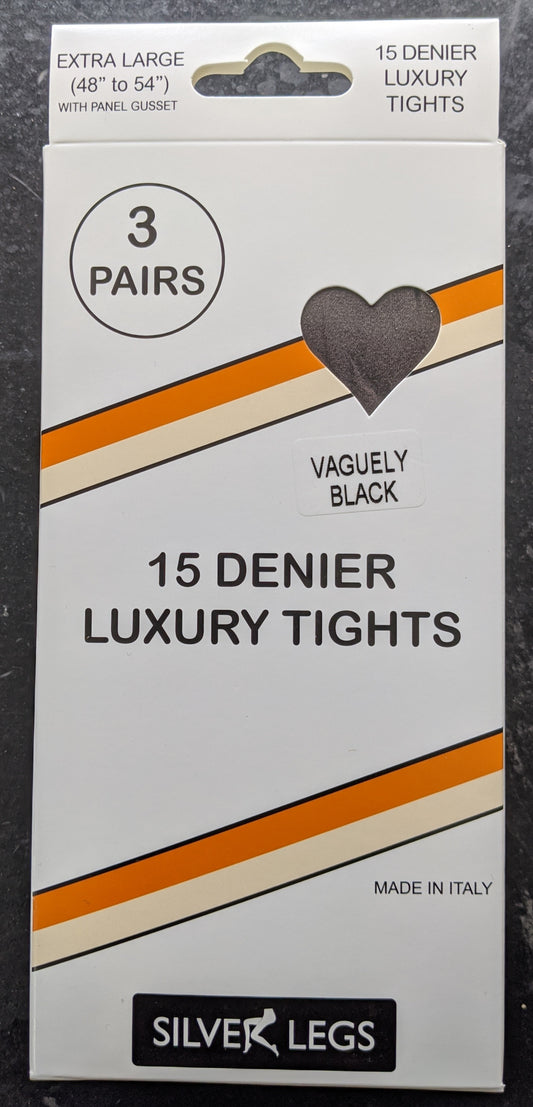 EXTRA LARGE
(48” to 54”)
WITH PANEL GUSSET
15 DENIER
LUXURY
TIGHTS
3
PAIRS
VAGUELY
BLACK
15 DENIER
LUXURY TIGHTS
MADE IN ITALY
SILVER LEGS